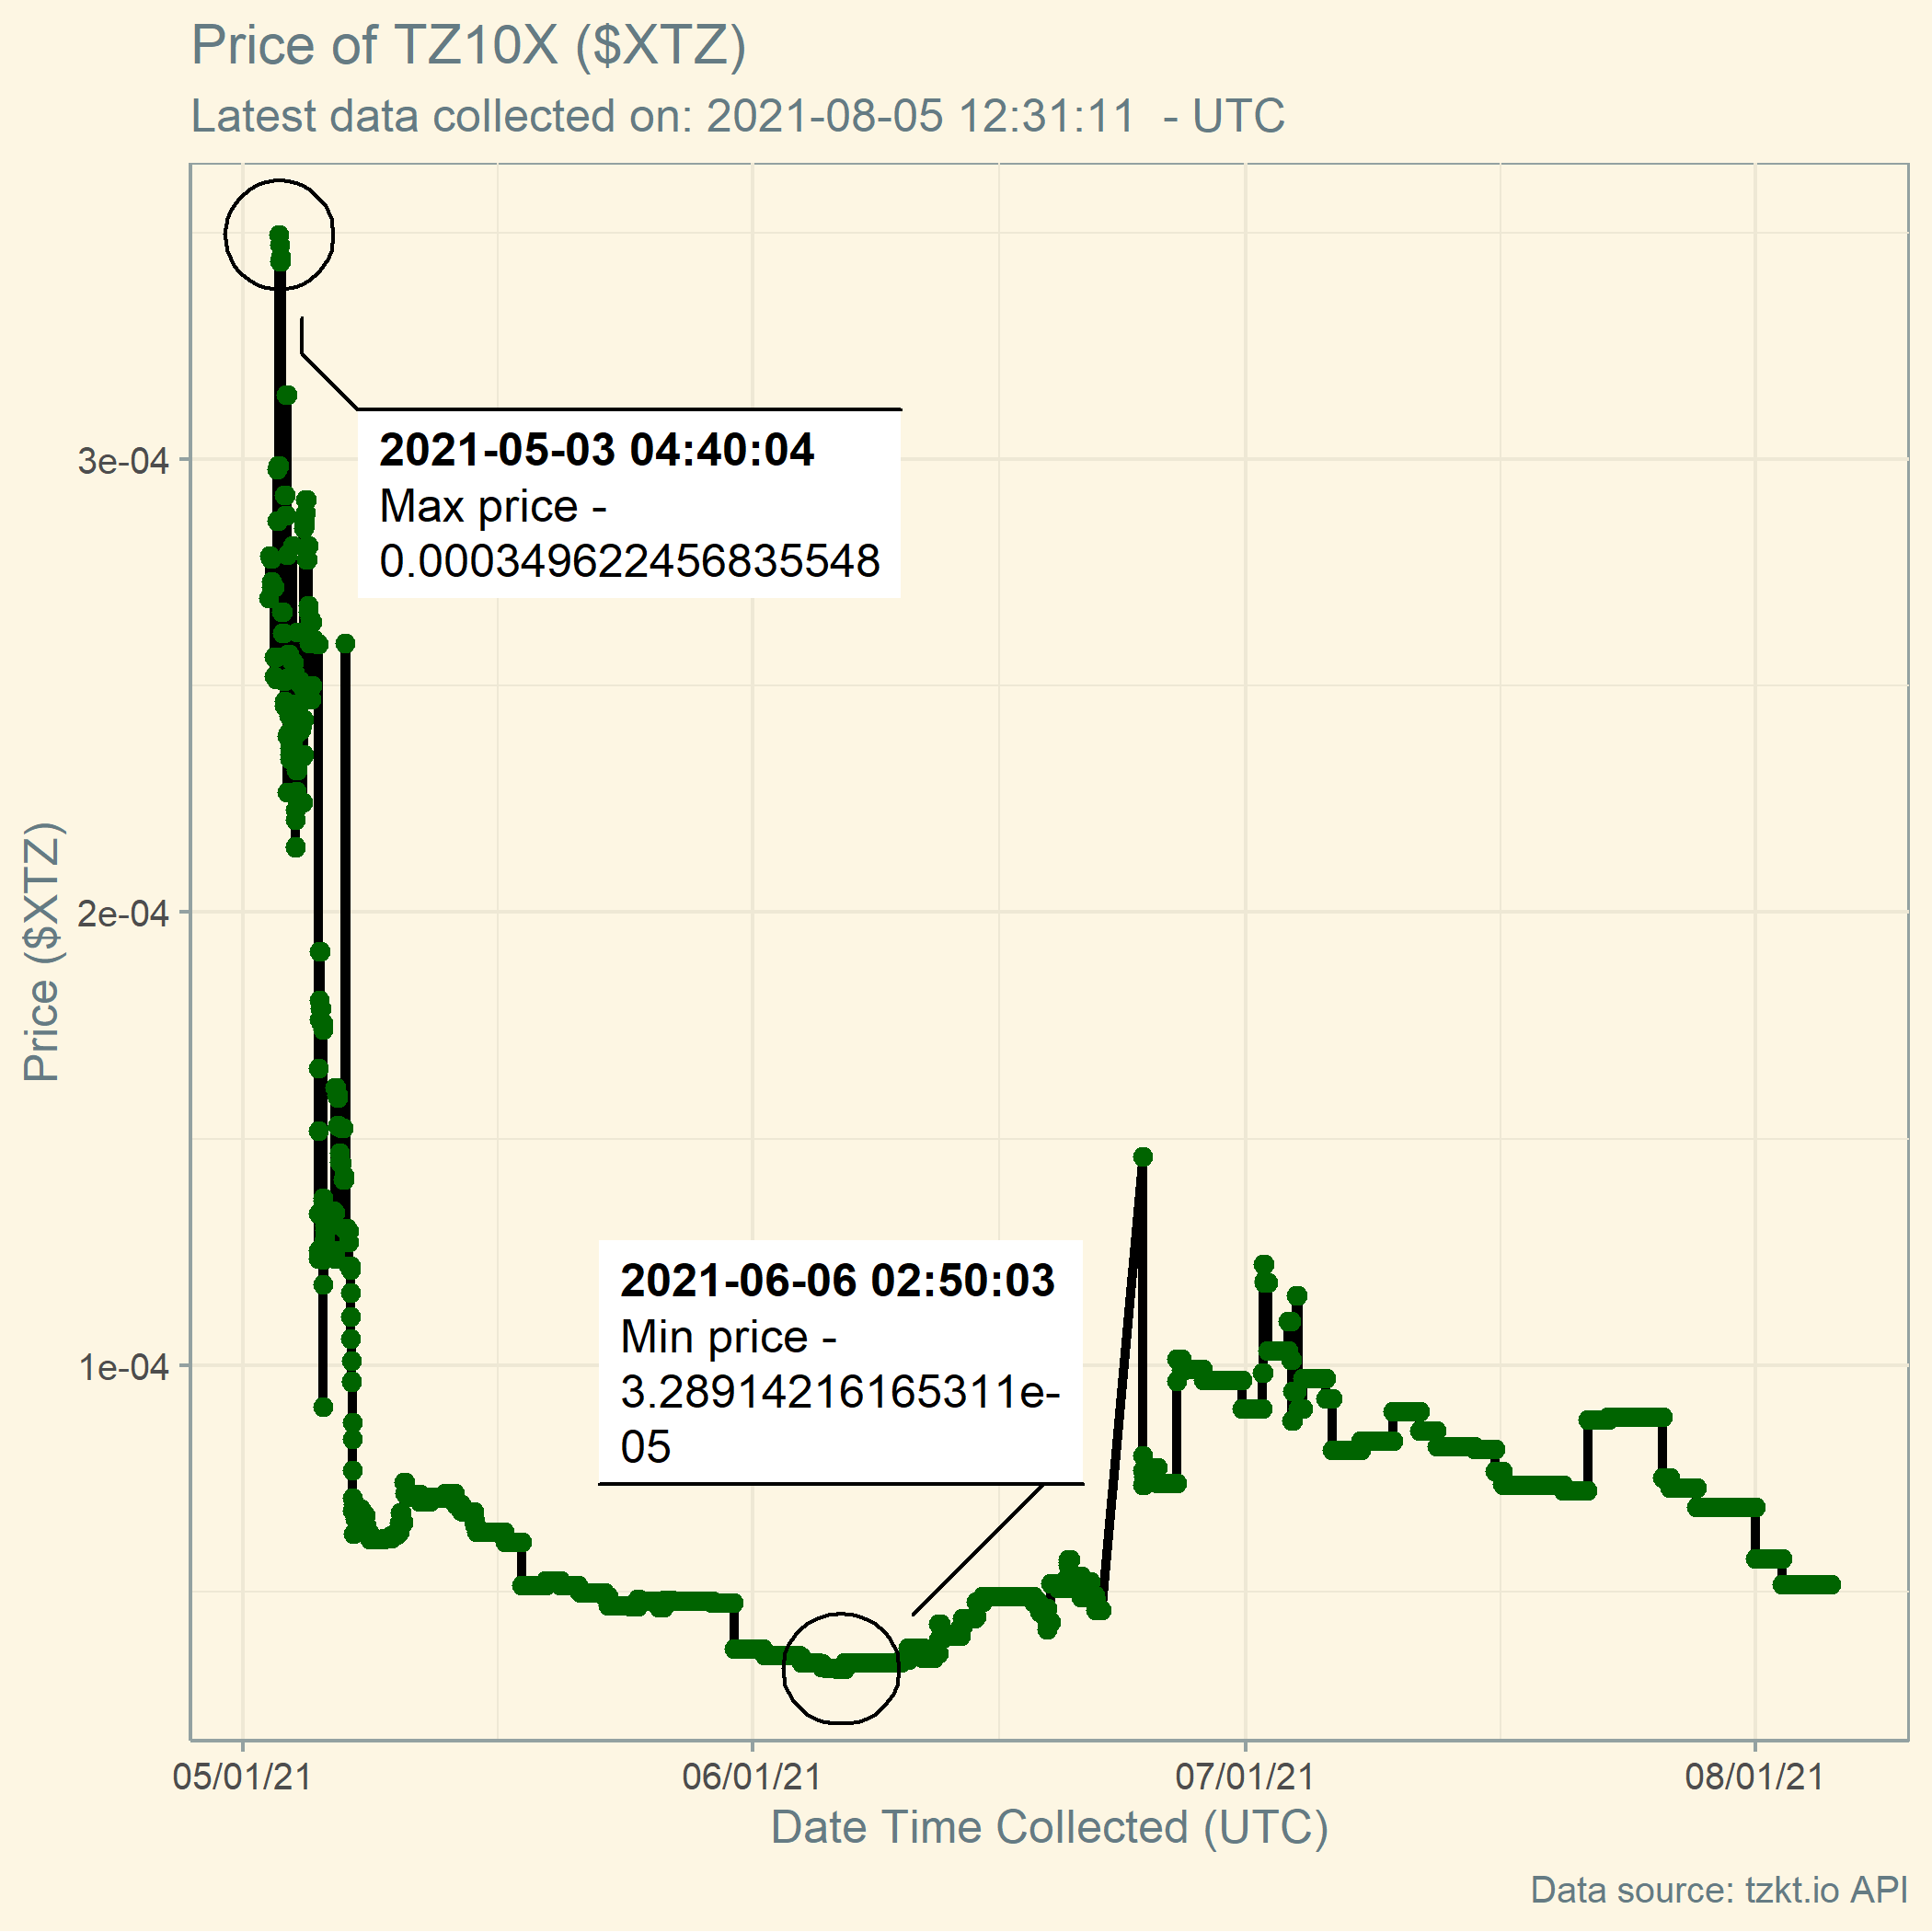 Price of TZ10X ($XTZ)
Latest data collected on: 2021-08-05 12:31:11  - UTC
Price ($XTZ)
3e-04
2e-04
1e-04
2021-05-03 04:40:04
Max price -
0.000349622456835548
2021-06-06 02:50:03
Min price -
3.28914216165311e-
05
05/01/21
06/01/21
07/01/21
08/01/21
Date Time Collected (UTC)
Data source: tzkt.io API